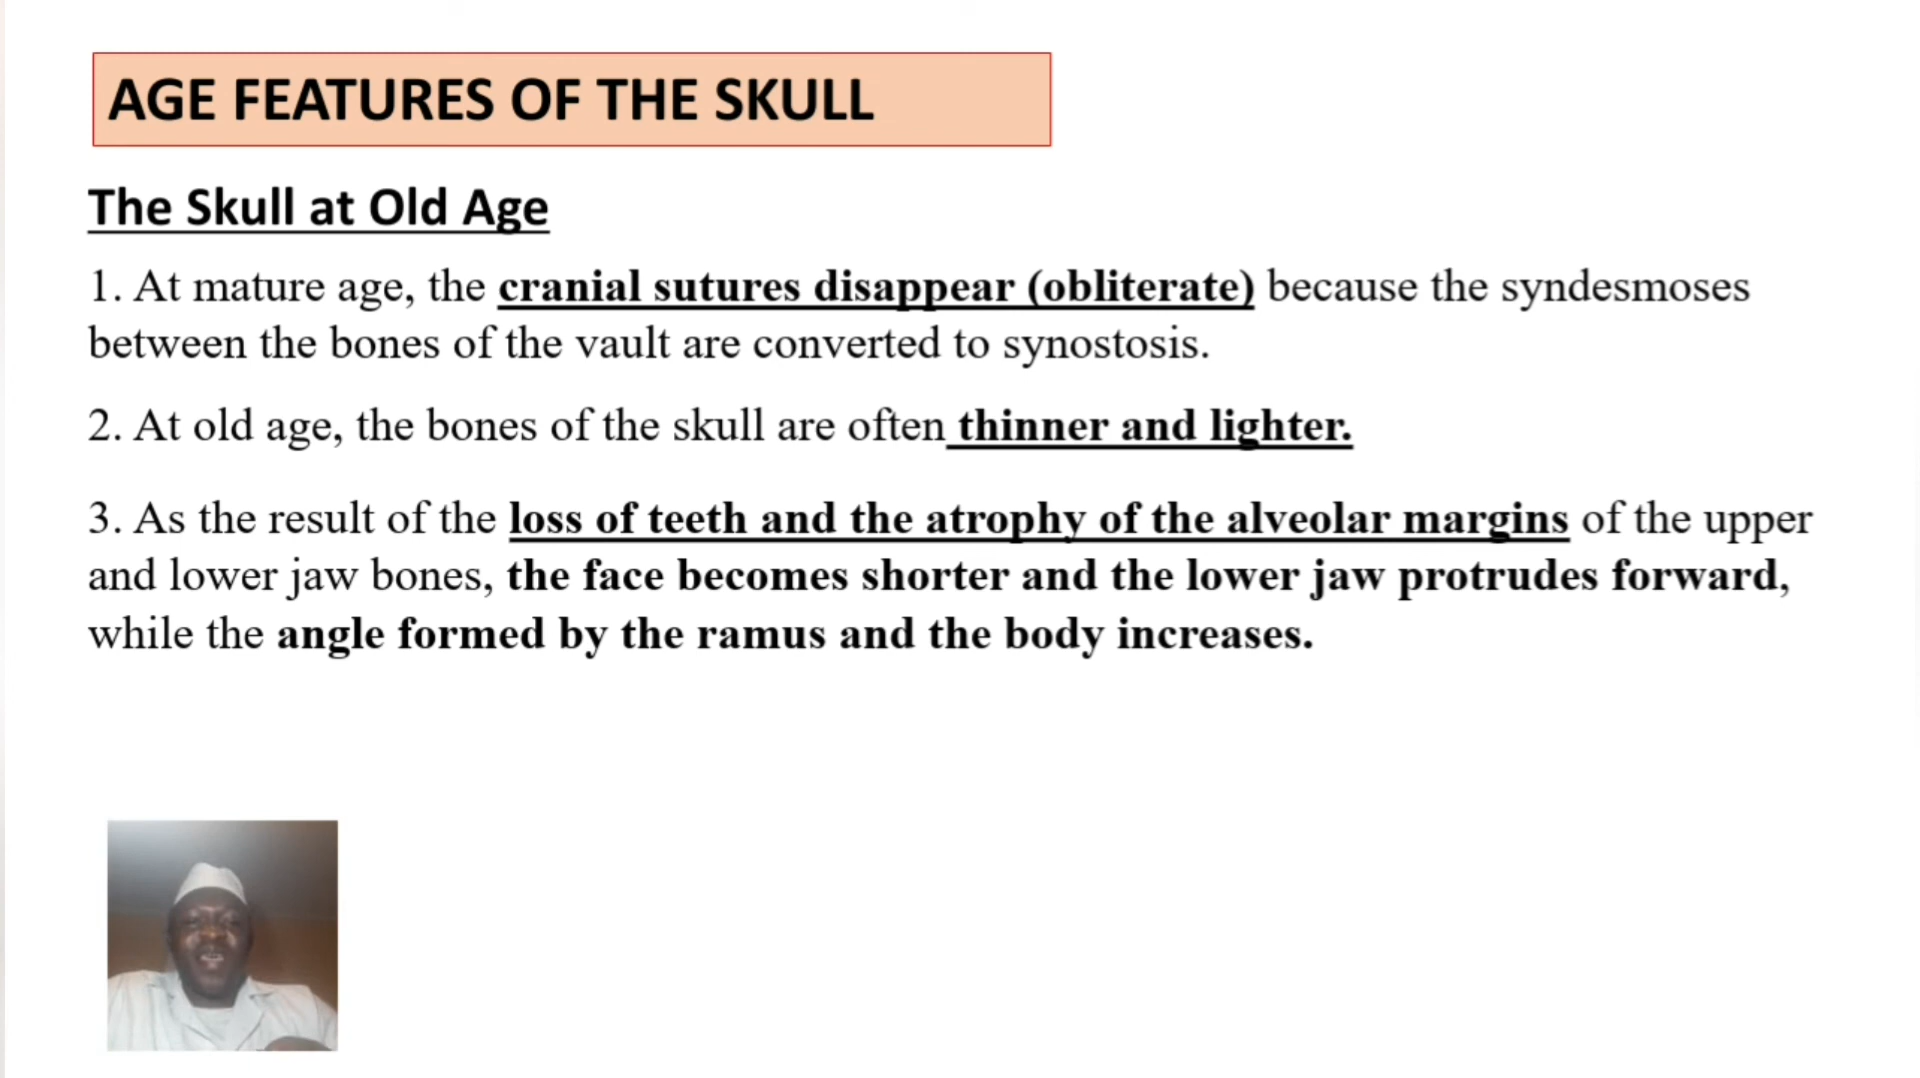 AGE FEATURES OF THE SKULL
The Skull at Old Age
1. At mature age, the cranial sutures disappear (obliterate) because the syndesmoses
between the bones of the vault are converted to synostosis.
2. At old age, the bones of the skull are often thinner and lighter.
3. As the result of the loss of teeth and the atrophy of the alveolar margins of the upper
and lower jaw bones, the face becomes shorter and the lower jaw protrudes forward,
while the angle formed by the ramus and the body increases.